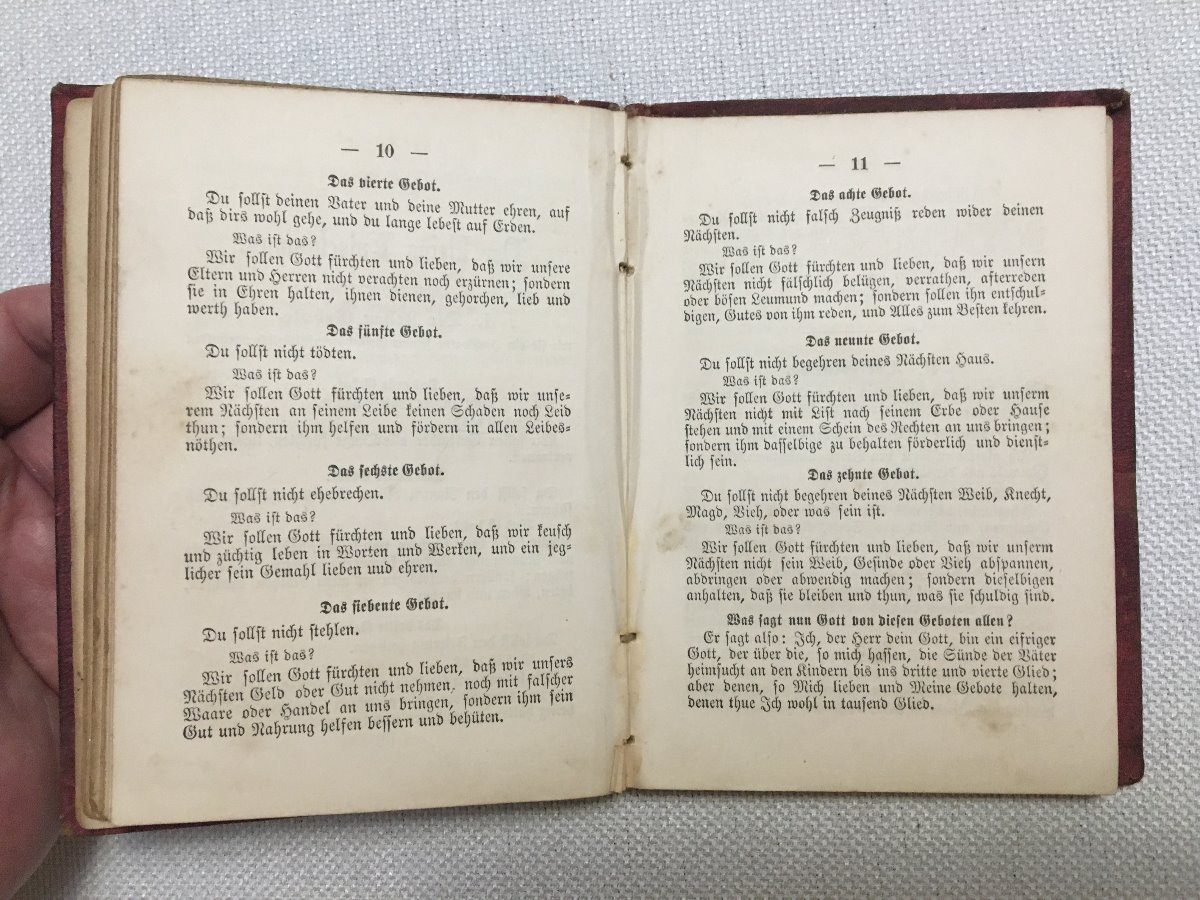 — 10 —
Das vierte Gebot.
Du sollst deinen Vater und deine Mutter ehren, auf
daß dirs wohl gehe, und du lange lebest auf Erden.
Was ist das?
Wir sollen Gott fürchten und lieben, daß wir unsere
Eltern und Herren nicht verachten noch erzürnen; sondern
sie in Ehren halten, ihnen dienen, gehorchen, lieb und
werth haben.
Das fünfte Gebot.
Du sollst nicht tödten.
Was ist das?
Wir sollen Gott fürchten und lieben, daß wir unse-
rem Nächsten an seinem Leibe keinen Schaden noch Leid
thun; sondern ihm helfen und fördern in allen Leibes-
nöthen.
Das sechste Gebot.
Du sollst nicht ehebrechen.
Was ist das?
Wir sollen Gott fürchten und lieben, daß wir keusch
und züchtig leben in Worten und Werken, und ein jeg-
licher sein Gemahl lieben uud ehren.
Das siebente Gebot.
Du sollst nicht stehlen.
Was ist das?
Wir sollen Gott fürchten und lieben, daß wir unsers
Nächsten Geld oder Gut nicht nehmen, noch mit falscher
Waare oder Handel an uns bringen, sondern ihm sein
Gut und Nahrung helfen bessern und behüten.
— 11 —
Das achte Gebot.
Du sollst nicht falsch Zeugniß reden wider deinen
Nächsten.
Was ist das?
Wir sollen Gott fürchten und lieben, daß wir unsern
Nächsten nicht fälschlich belügen, verrathen, afterreden
oder bösen Leumund machen; sondern sollen ihn entschul-
digen, Gutes von ihm reden, und Alles zum Besten kehren.
Das neunte Gebot.
Du sollst nicht begehren deines Nächsten Haus.
Was ist das?
Wir sollen Gott fürchten und lieben, daß wir unserm
Nächsten nicht mit List nach seinem Erbe oder Hause
stehen und mit einem Schein des Rechten an uns bringen;
sondern ihm dasselbige zu behalten förderlich und dienst-
lich sein.
Das zehnte Gebot.
Du sollst nicht begehren deines Nächsten Weib, Knecht,
Magd, Vieh, oder was sein ist.
Was ist das?
Wir sollen Gott fürchten und lieben, daß wir unserm
Nächsten nicht sein Weib, Gesinde oder Vieh abspannen,
abdringen oder abwendig machen; sondern dieselbigen
anhalten, daß sie bleiben und thun, was sie schuldig sind.
Was sagt nun Gott von diesen Geboten allen?
Er sagt also: Ich, der Herr dein Gott, bin ein eifriger
Gott, der über die, so mich hassen, die Sünde der Väter
heimsucht an den Kindern bis ins dritte und vierte Glied;
aber denen, so Mich lieben und Meine Gebote halten,
denen thue Ich wohl in tausend Glied.